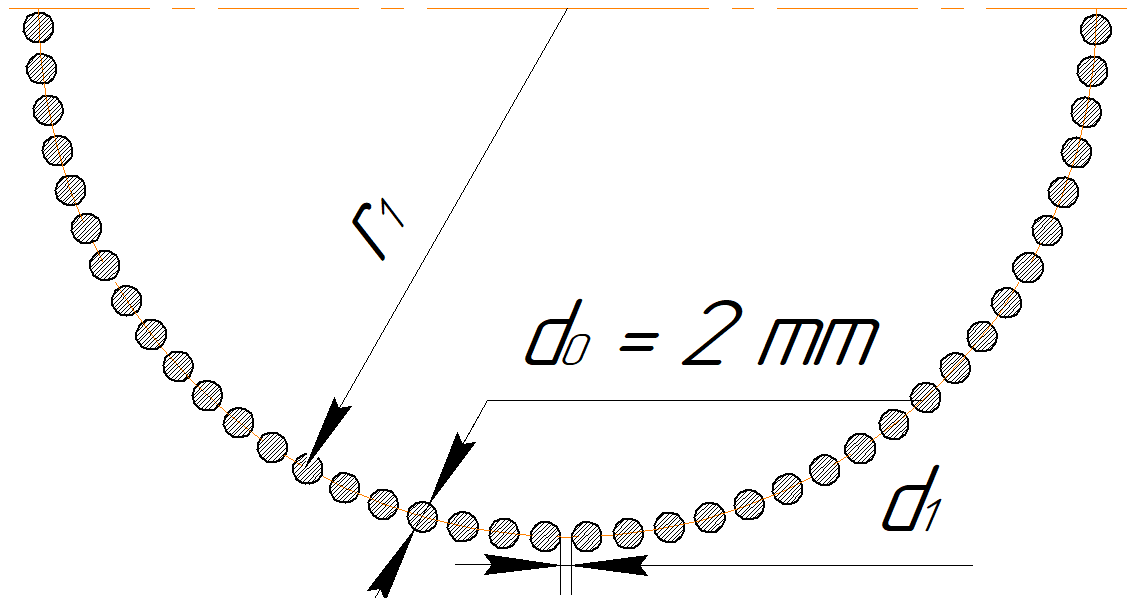 r1
d0 = 2 mm
d1